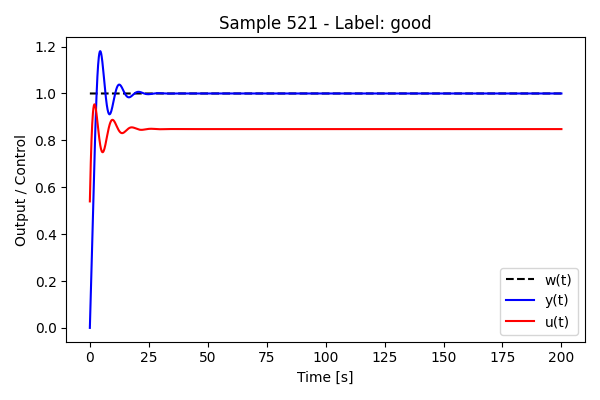 Sample 521 - Label: good
Output / Control
1.2
1.0
0.8
0.6
0.4
0.2
0.0
w(t)
y(t)
u(t)
0 25 50 75 100 125 150 175 200
Time [s]